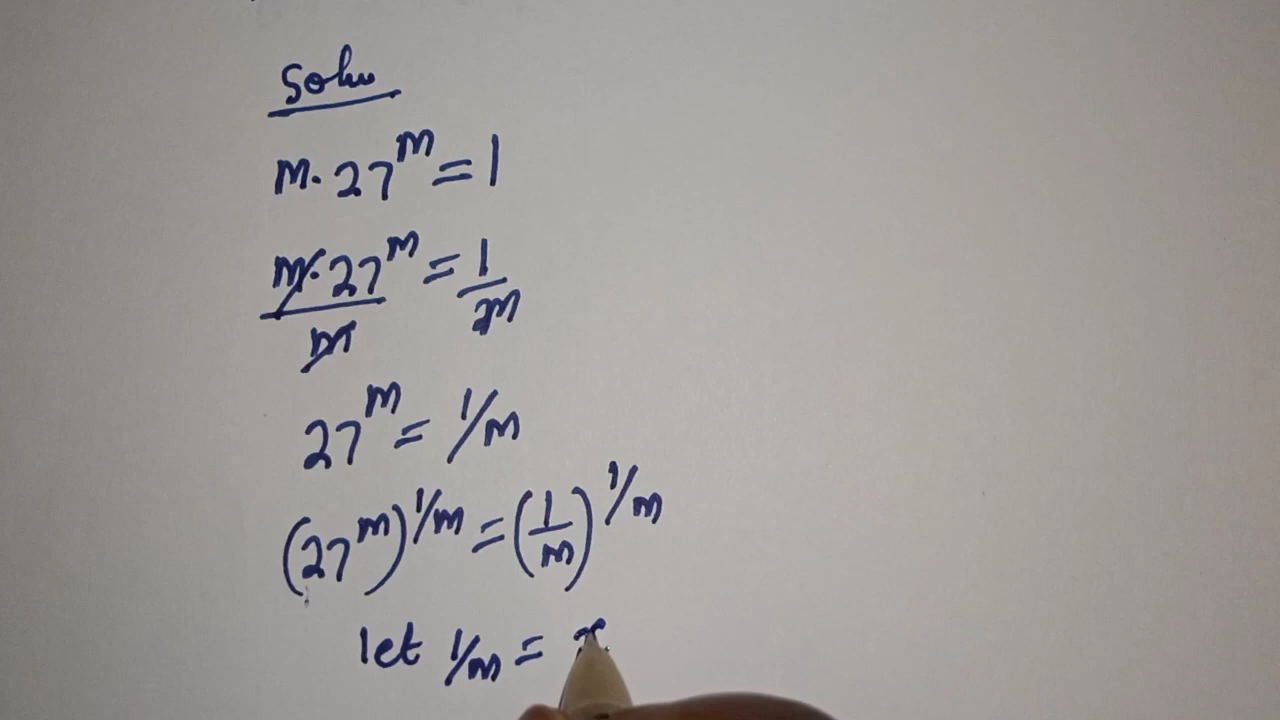 Soln
m. 27^m = 1
m. 27^m / m = 1 / m
27^m = 1/m
(27^m)^1/m = (1/m)^1/m
let 1/m =